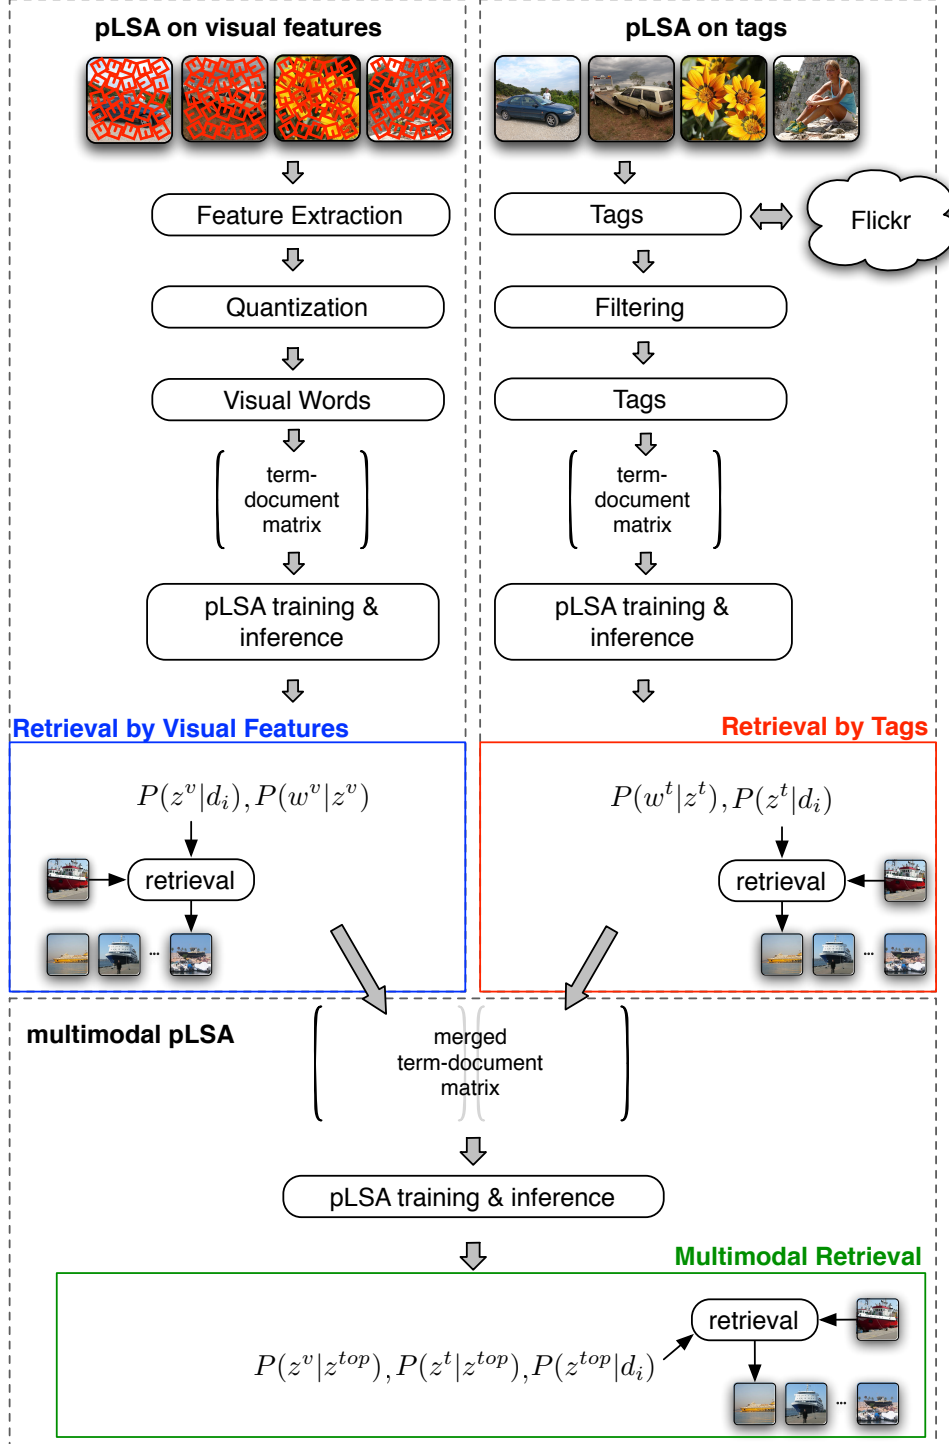 pLSA on visual features
Feature Extraction
Quantization
Visual Words
term-
document
matrix
pLSA training &
inference
pLSA on tags
Tags
Flickr
Filtering
Tags
term-
document
matrix
pLSA training &
inference
Retrieval by Visual Features
P(z^v|d_i), P(w^v|z^v)
retrieval
...
Retrieval by Tags
P(w^t|z^t), P(z^t|d_i)
retrieval
...
multimodal pLSA
merged
term-document
matrix
pLSA training & inference
Multimodal Retrieval
retrieval
P(z^v|z^{top}), P(z^t|z^{top}), P(z^{top}|d_i)
...